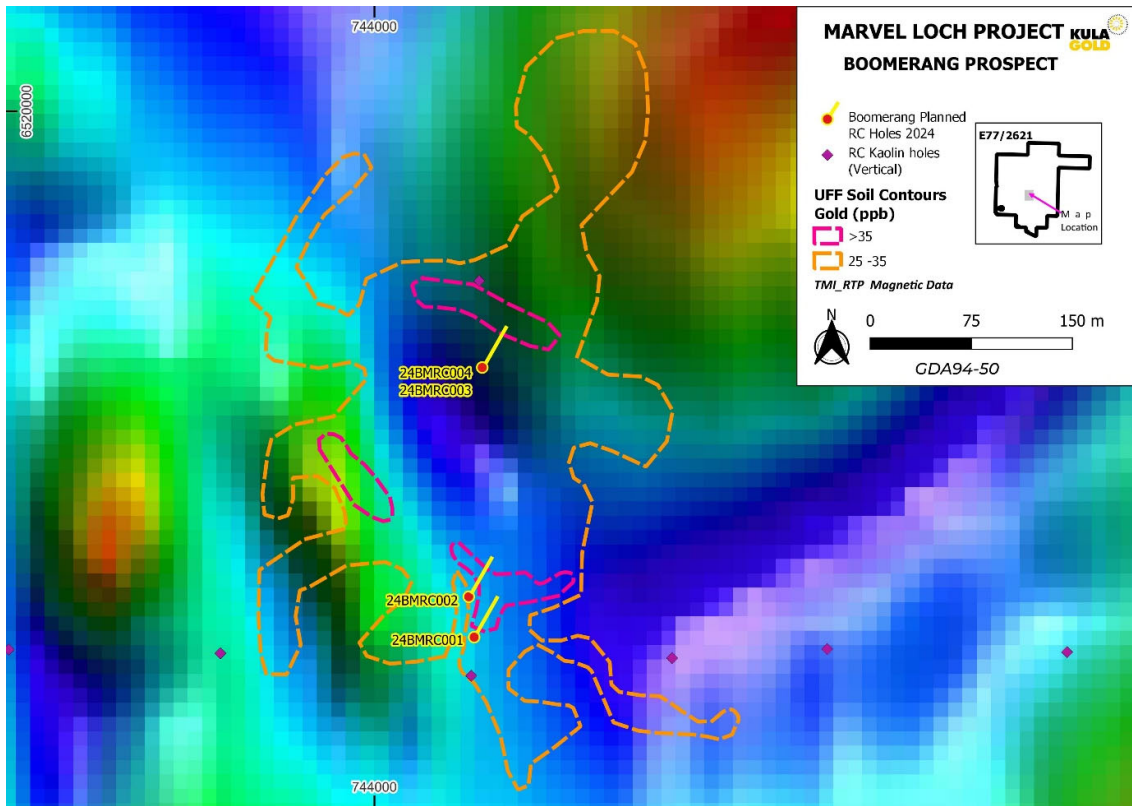 744000
6520000
MARVEL LOCH PROJECT
KULA
GOLD
BOOMERANG PROSPECT
Boomerang Planned
RC Holes 2024
RC Kaolin holes
(Vertical)
UFF Soil Contours
Gold (ppb)
>35
25 -35
TMI_RTP Magnetic Data
E77/2621
Map
Location
N
0 75 150 m
GDA94-50
24BMRC004
24BMRC003
24BMRC002
24BMRC001
744000